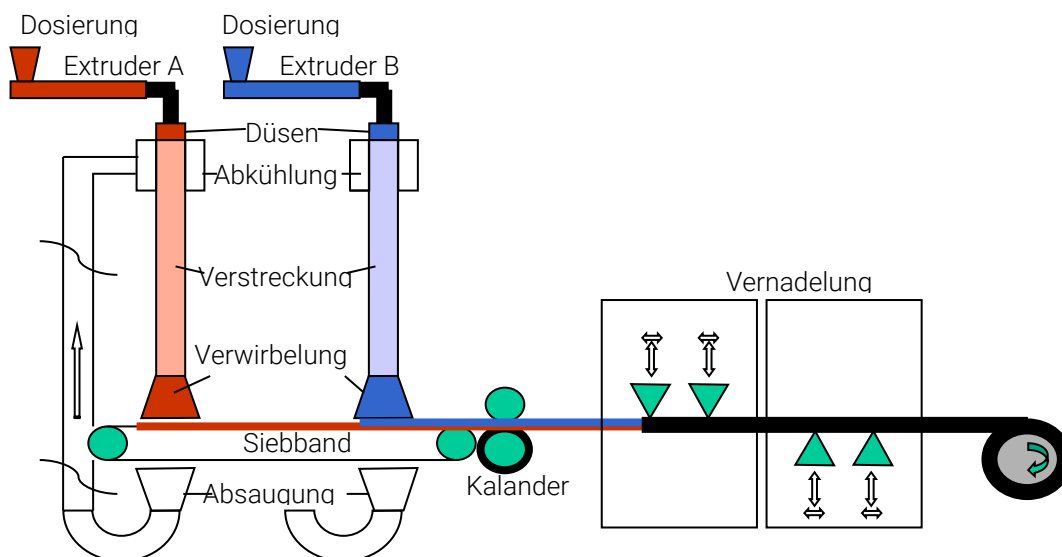 Dosierung
Dosierung
Extruder A
Extruder B
Düsen
Abkühlung
Verstreckung
Vernadelung
Verwirbelung
Siebband
Kalander
Absaugung